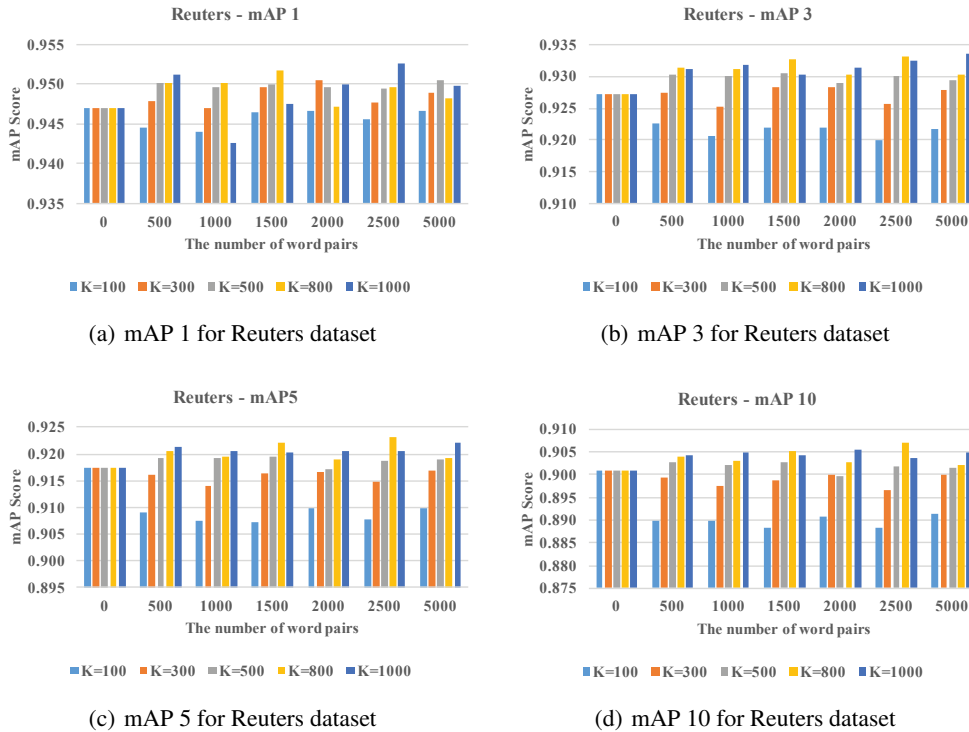 Reuters - mAP 1
0.955
0.950
0.945
0.940
0.935
mAP Score
0 500 1000 1500 2000 2500 5000
The number of word pairs
K=100 K=300 K=500 K=800 K=1000
(a) mAP 1 for Reuters dataset
Reuters - mAP 3
0.935
0.930
0.925
0.920
0.915
0.910
mAP Score
0 500 1000 1500 2000 2500 5000
The number of word pairs
K=100 K=300 K=500 K=800 K=1000
(b) mAP 3 for Reuters dataset
Reuters - mAP5
0.925
0.920
0.915
0.910
0.905
0.900
0.895
mAP Score
0 500 1000 1500 2000 2500 5000
The number of word pairs
K=100 K=300 K=500 K=800 K=1000
(c) mAP 5 for Reuters dataset
Reuters - mAP 10
0.910
0.905
0.900
0.895
0.890
0.885
0.880
0.875
mAP Score
0 500 1000 1500 2000 2500 5000
The number of word pairs
K=100 K=300 K=500 K=800 K=1000
(d) mAP 10 for Reuters dataset